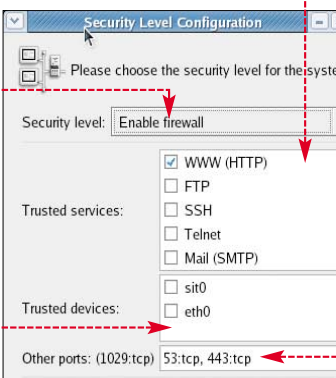 Security Level Configuration
Please choose the security level for the syste
Security level: Enable firewall
Trusted services:
WWW (HTTP)
FTP
SSH
Telnet
Mail (SMTP)
Trusted devices:
sit0
eth0
Other ports: (1029:tcp) 53:tcp, 443:tcp